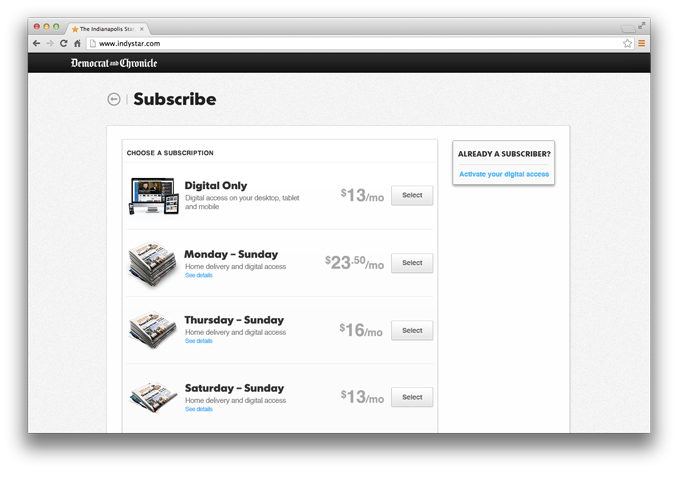 The Indianapolis Star
www.indystar.com
Democrat and Chronicle
Subscribe
CHOOSE A SUBSCRIPTION
Digital Only
Digital access on your desktop, tablet
and mobile
$13/mo
Select
Monday – Sunday
Home delivery and digital access
See details
$23.50/mo
Select
Thursday – Sunday
Home delivery and digital access
See details
$16/mo
Select
Saturday – Sunday
Home delivery and digital access
See details
$13/mo
Select
ALREADY A SUBSCRIBER?
Activate your digital access